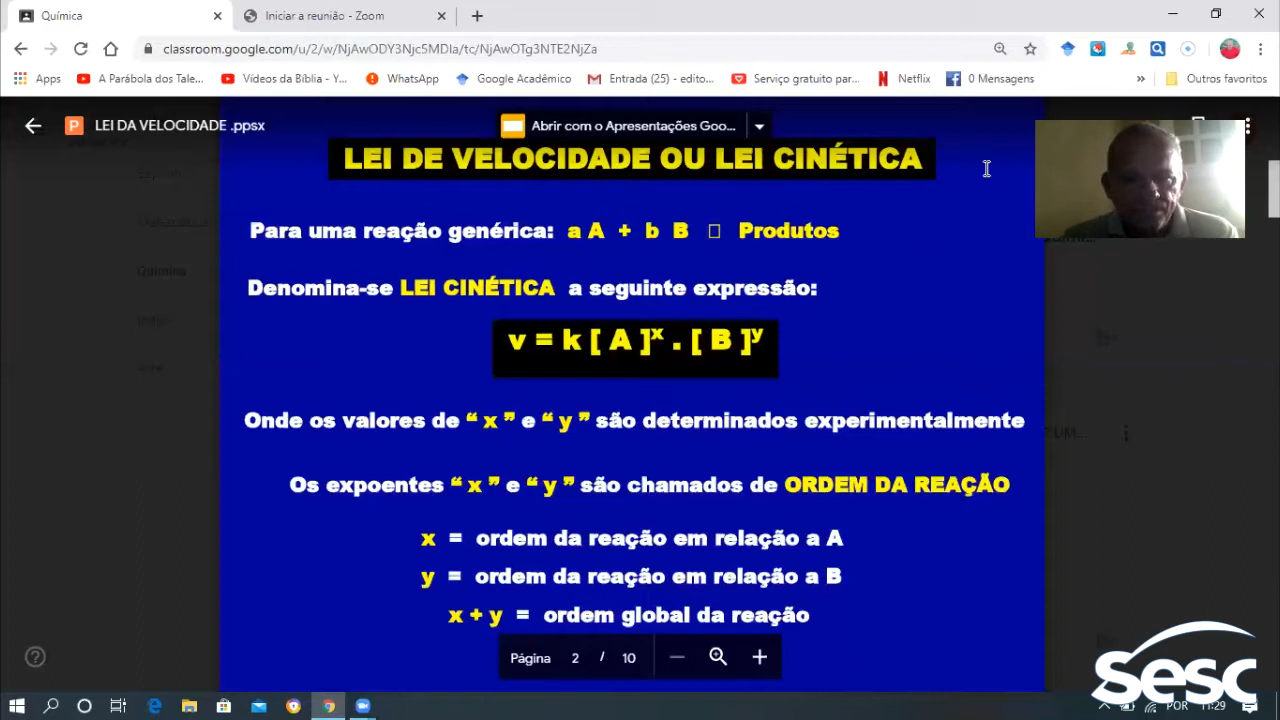 Química
Iniciar a reunião - Zoom
classroom.google.com/u/2/w/NjAwODY3Njc5MDla/tc/NjAwOTg3NTE2NjZa
Apps
A Parábola dos Tale...
Vídeos da Bíblia - Y...
WhatsApp
Google Acadêmico
Entrada (25) - edito...
Serviço gratuito par...
Netflix
0 Mensagens
»
Outros favoritos
LEI DA VELOCIDADE .ppsx
Abrir com o Apresentações Goo...
LEI DE VELOCIDADE OU LEI CINÉTICA
Para uma reação genérica: a A + b B □ Produtos
Denomina-se LEI CINÉTICA a seguinte expressão:
v = k [ A ]ˣ . [ B ]ʸ
Onde os valores de “ x ” e “ y ” são determinados experimentalmente
Os expoentes “ x ” e “ y ” são chamados de ORDEM DA REAÇÃO
x = ordem da reação em relação a A
y = ordem da reação em relação a B
x + y = ordem global da reação
Química
Página 2 / 10
Sesc
POR 11:29